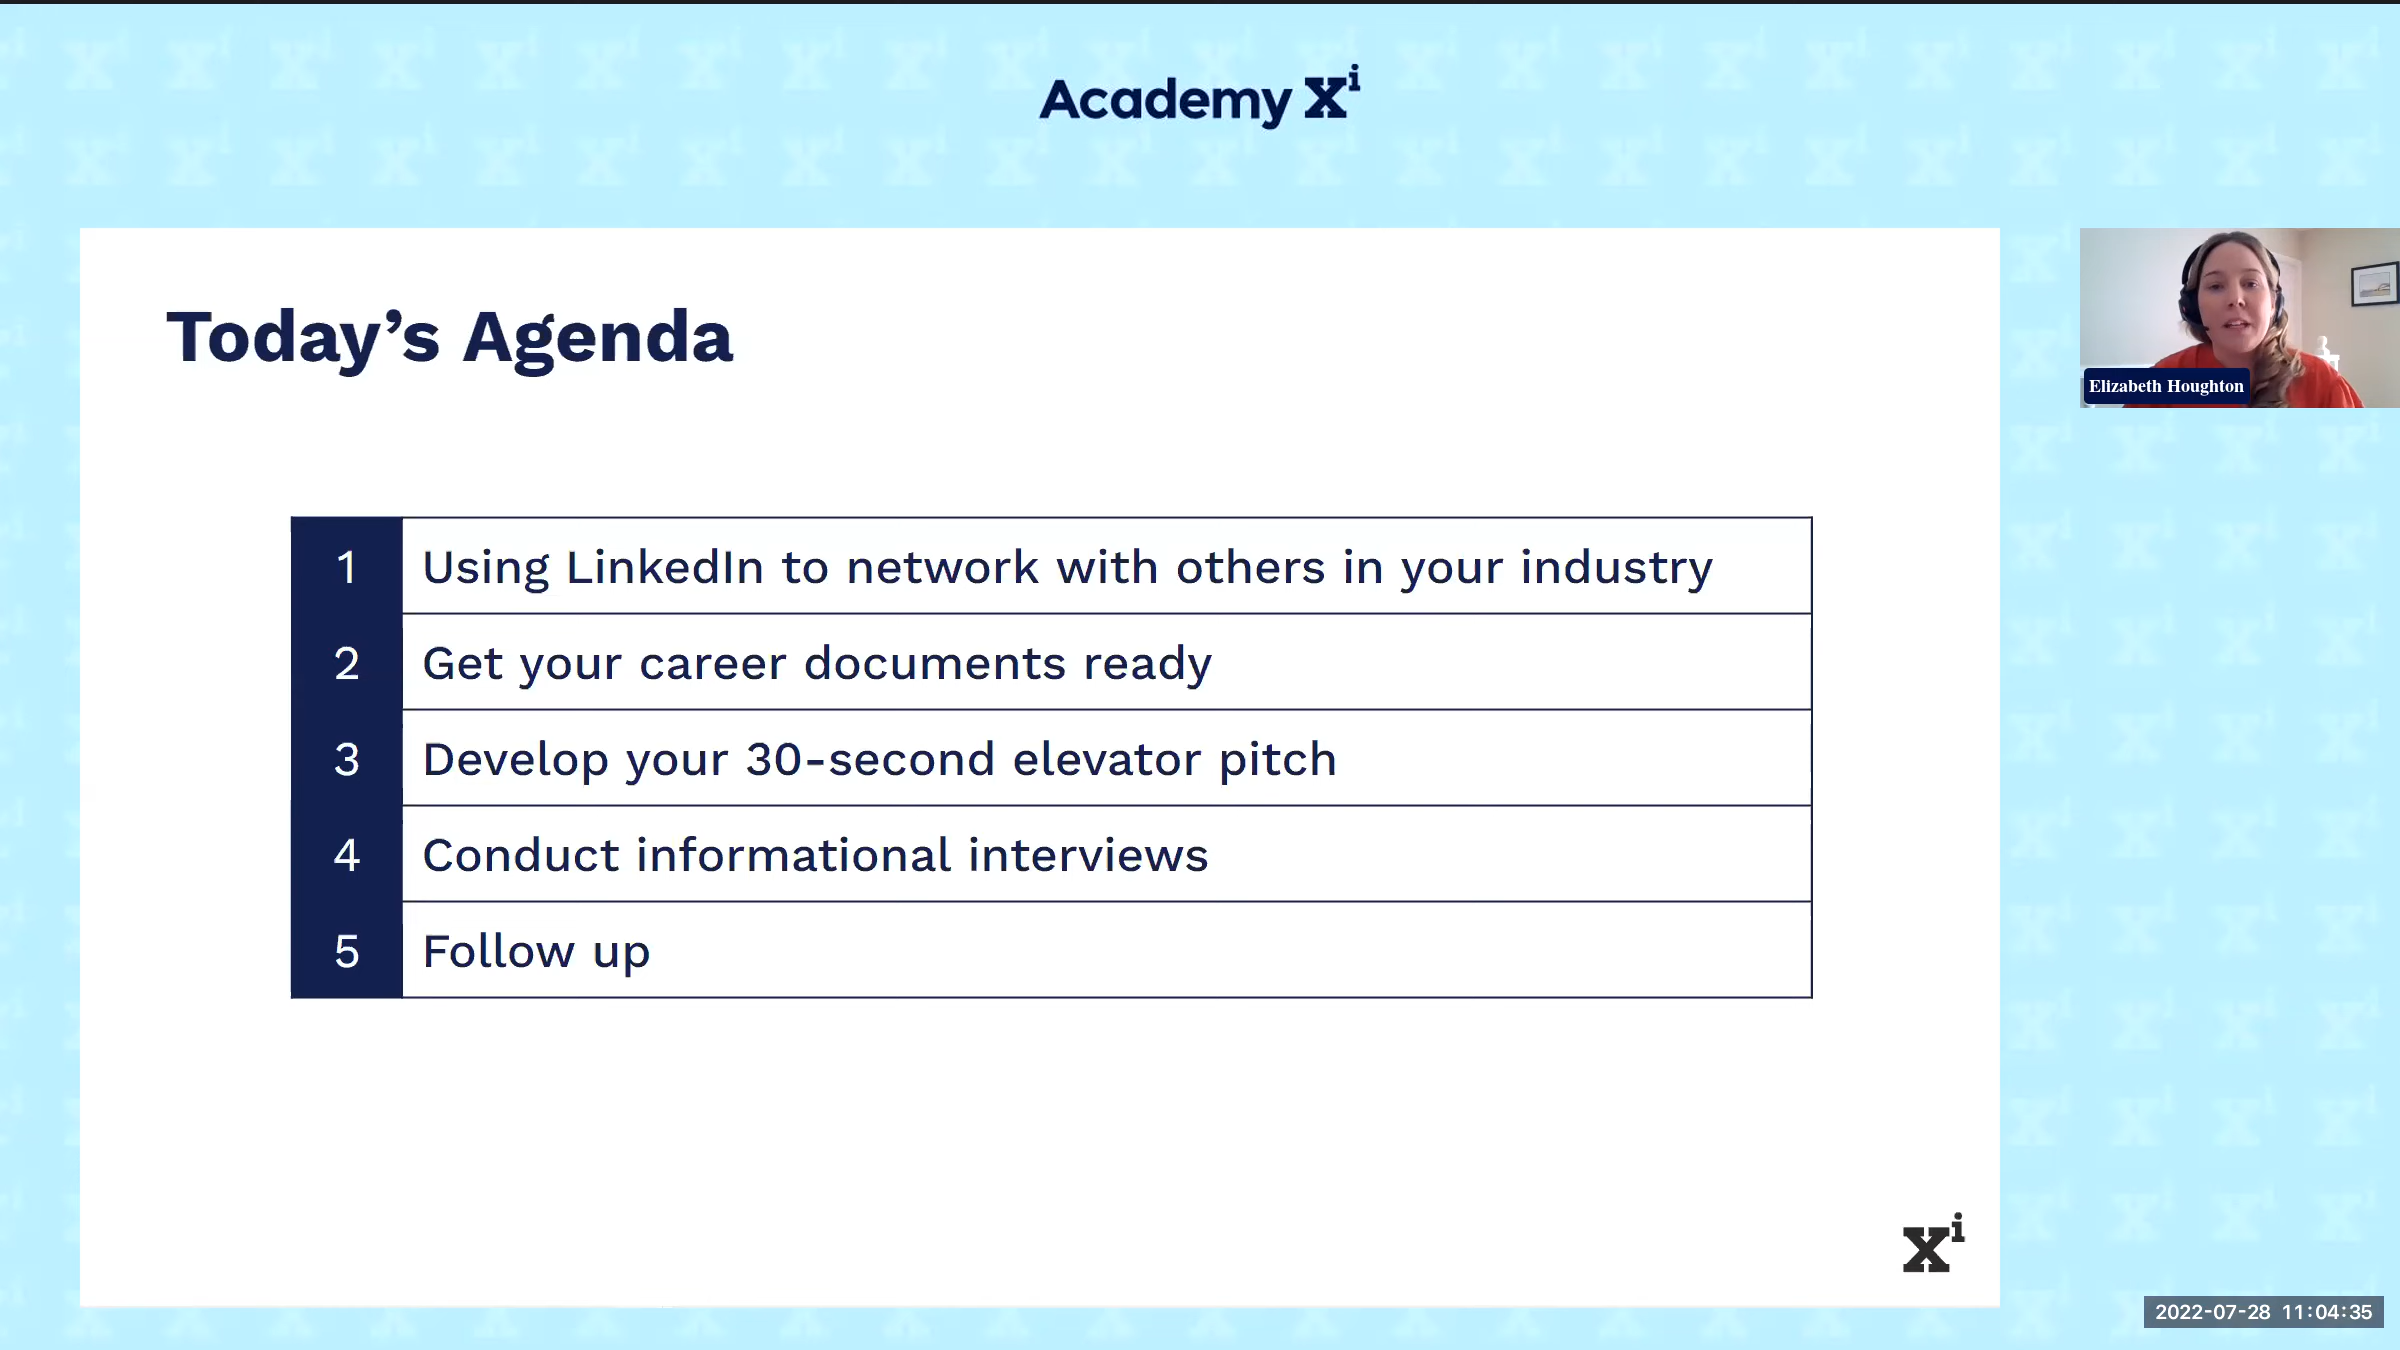 Academy Xi
Today’s Agenda
Elizabeth Houghton
1 Using LinkedIn to network with others in your industry
2 Get your career documents ready
3 Develop your 30-second elevator pitch
4 Conduct informational interviews
5 Follow up
Xi
2022-07-28 11:04:35